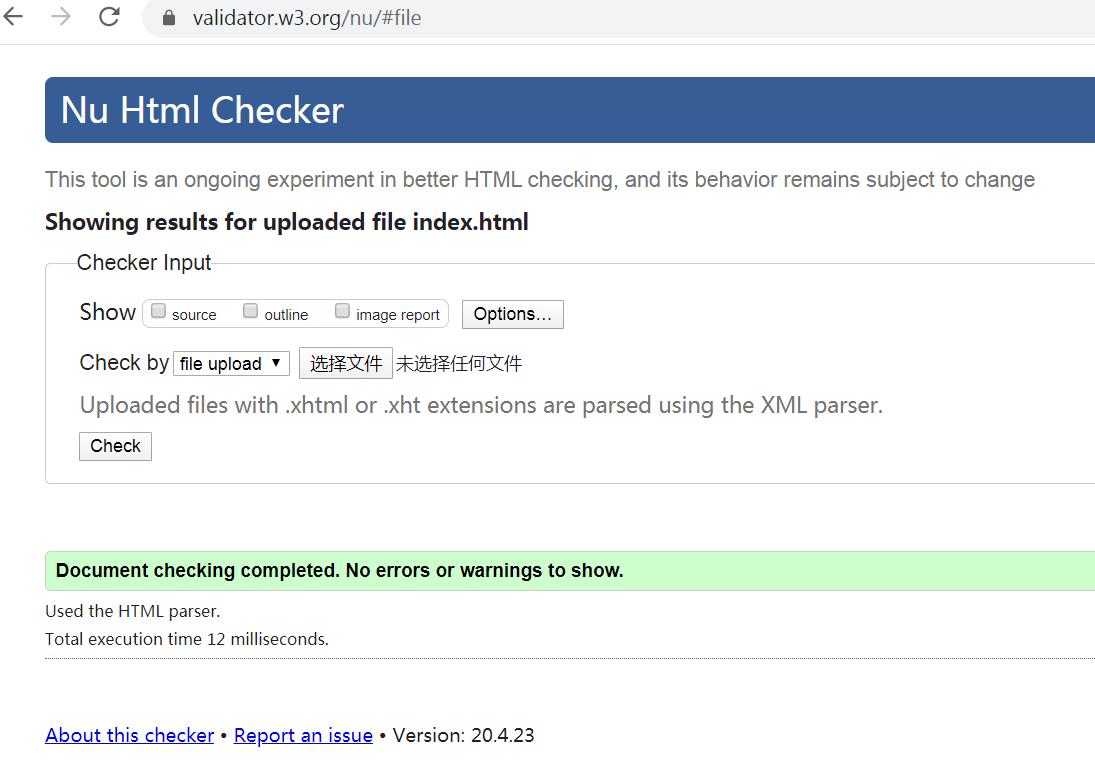 validator.w3.org/nu/#file
Nu Html Checker
This tool is an ongoing experiment in better HTML checking, and its behavior remains subject to change
Showing results for uploaded file index.html
Checker Input
Show source outline image report Options...
Check by file upload 选择文件 未选择任何文件
Uploaded files with .xhtml or .xht extensions are parsed using the XML parser.
Check
Document checking completed. No errors or warnings to show.
Used the HTML parser.
Total execution time 12 milliseconds.
About this checker • Report an issue • Version: 20.4.23